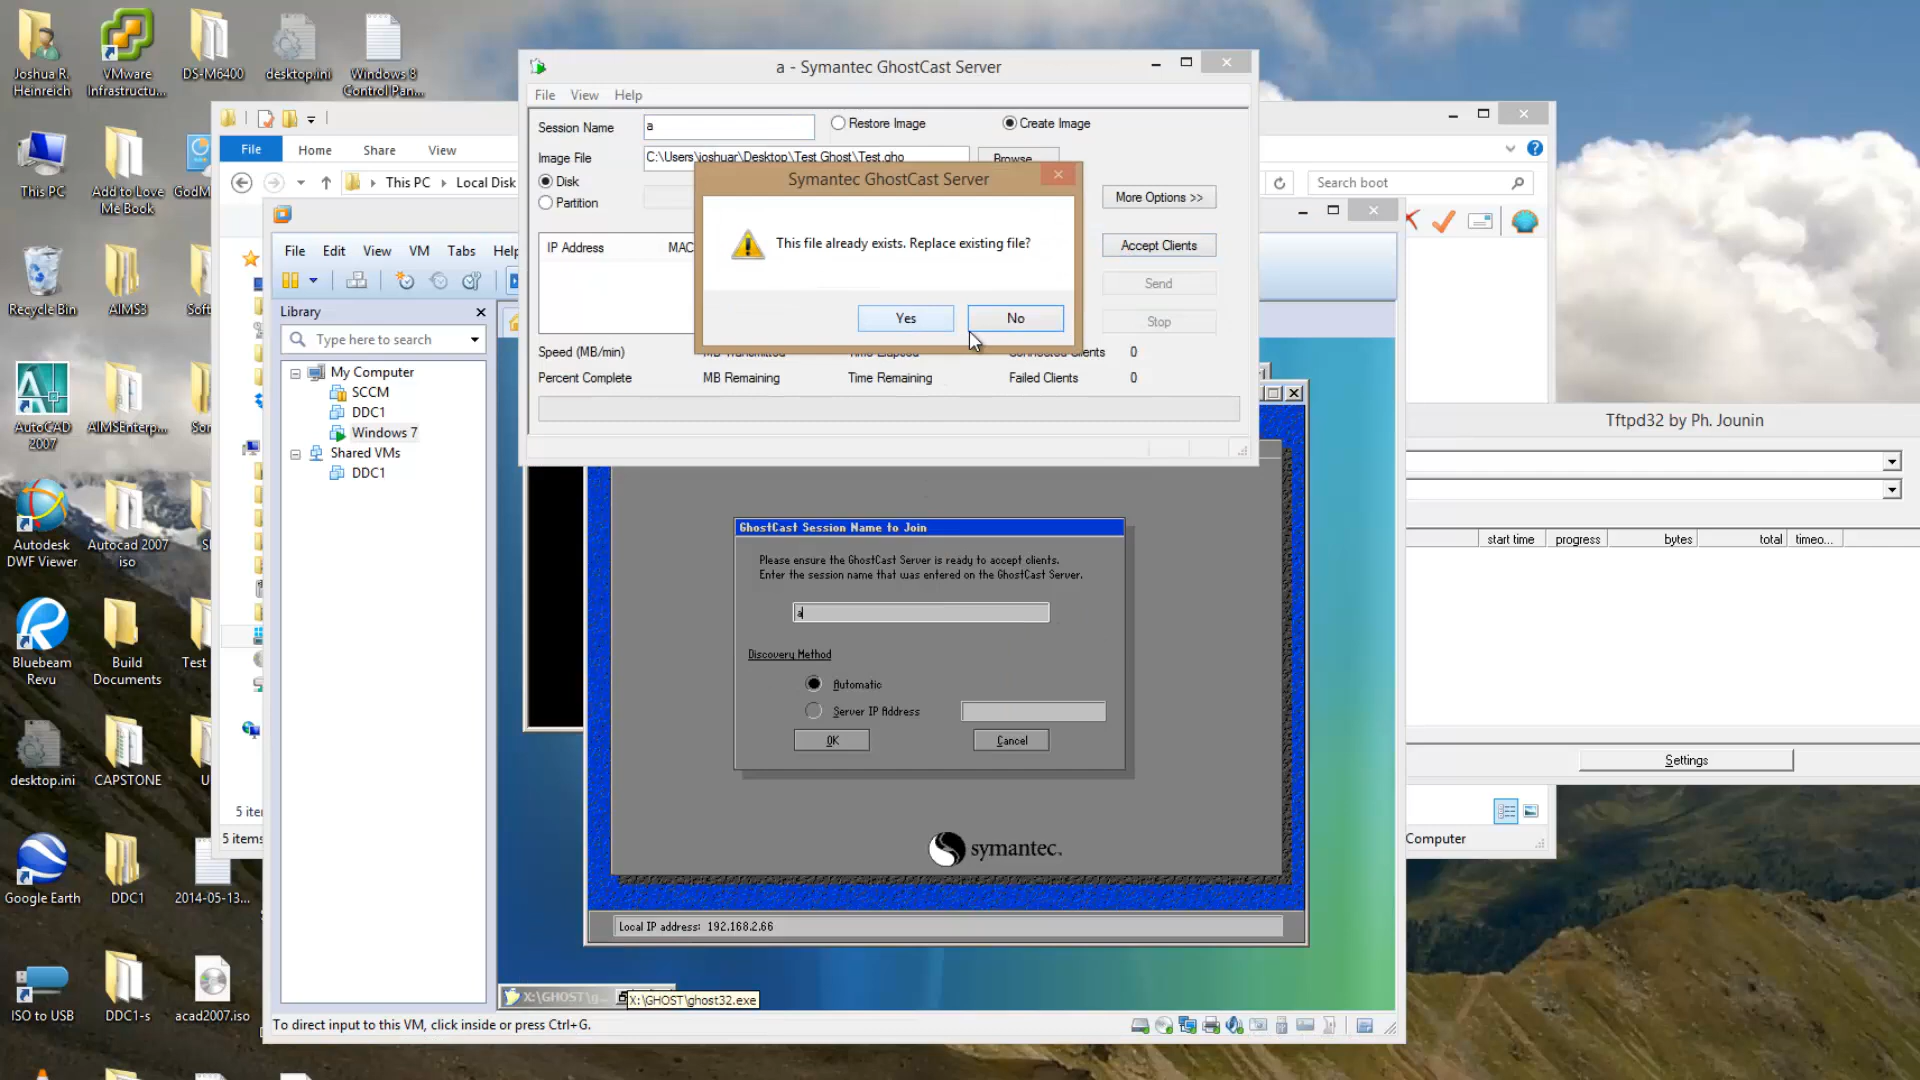 Joshua R. Heinrich
VMware Infrastructu...
DS-M6400
desktop.ini
Windows 8 Control Pan...
This PC
Add to Love Me Book
Recycle Bin
AIMS3
AutoCAD 2007
AIMSEnterp...
Autodesk DWF Viewer
Autocad 2007 iso
Bluebeam Revu
Build Documents
Test
desktop.ini
CAPSTONE
Google Earth
DDC1
2014-05-13...
ISO to USB
DDC1-s
acad2007.iso
File
Home
Share
View
This PC
Local Disk
Search boot
5 items
Computer
a - Symantec GhostCast Server
File
View
Help
Session Name
a
Restore Image
Create Image
Image File
C:\Users\joshuar\Desktop\Test Ghost\Test.gho
Browse
Disk
Partition
More Options >>
IP Address
MAC
Accept Clients
Send
Stop
Speed (MB/min)
MB Transmitted
Time Elapsed
Connected Clients
0
Percent Complete
MB Remaining
Time Remaining
Failed Clients
0
Symantec GhostCast Server
This file already exists. Replace existing file?
Yes
No
File
Edit
View
VM
Tabs
Help
Library
Type here to search
My Computer
SCCM
DDC1
Windows 7
Shared VMs
DDC1
GhostCast Session Name to Join
Please ensure the GhostCast Server is ready to accept clients.
Enter the session name that was entered on the GhostCast Server.
a
Discovery Method
Automatic
Server IP Address
OK
Cancel
symantec.
Local IP address: 192.168.2.66
X:\GHOST\g...
X:\GHOST\ghost32.exe
To direct input to this VM, click inside or press Ctrl+G.
Tftpd32 by Ph. Jounin
start time
progress
bytes
total
timeo...
Settings